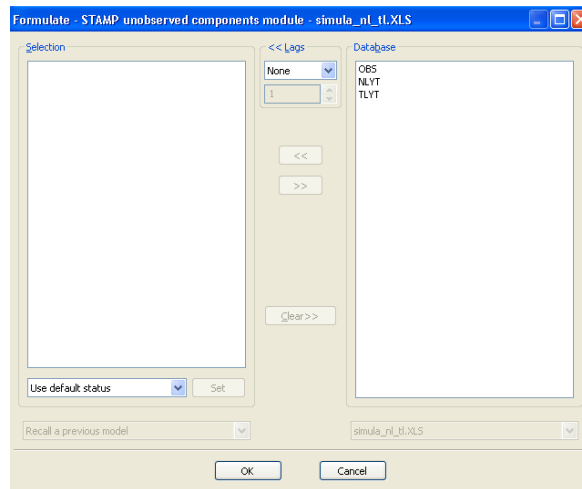 Formulate - STAMP unobserved components module - simula_nl_tl.XLS
Selection
<< Lags
Database
None
1
OBS
NLYT
TLYT
<<
>>
Clear>>
Use default status
Set
Recall a previous model
simula_nl_tl.XLS
OK
Cancel